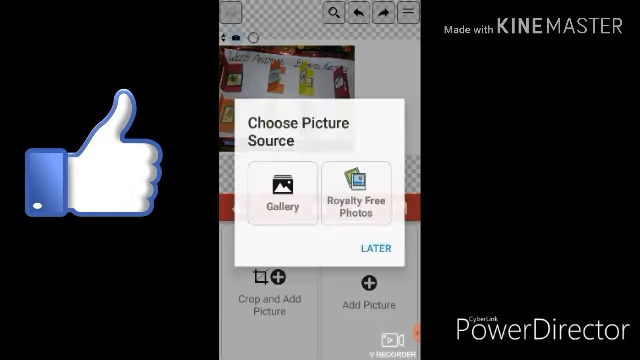 Made with KINEMASTER
Choose Picture
Source
Gallery
Royalty Free
Photos
LATER
Crop and Add
Picture
Add Picture
CyberLink
PowerDirector
V RECORDER